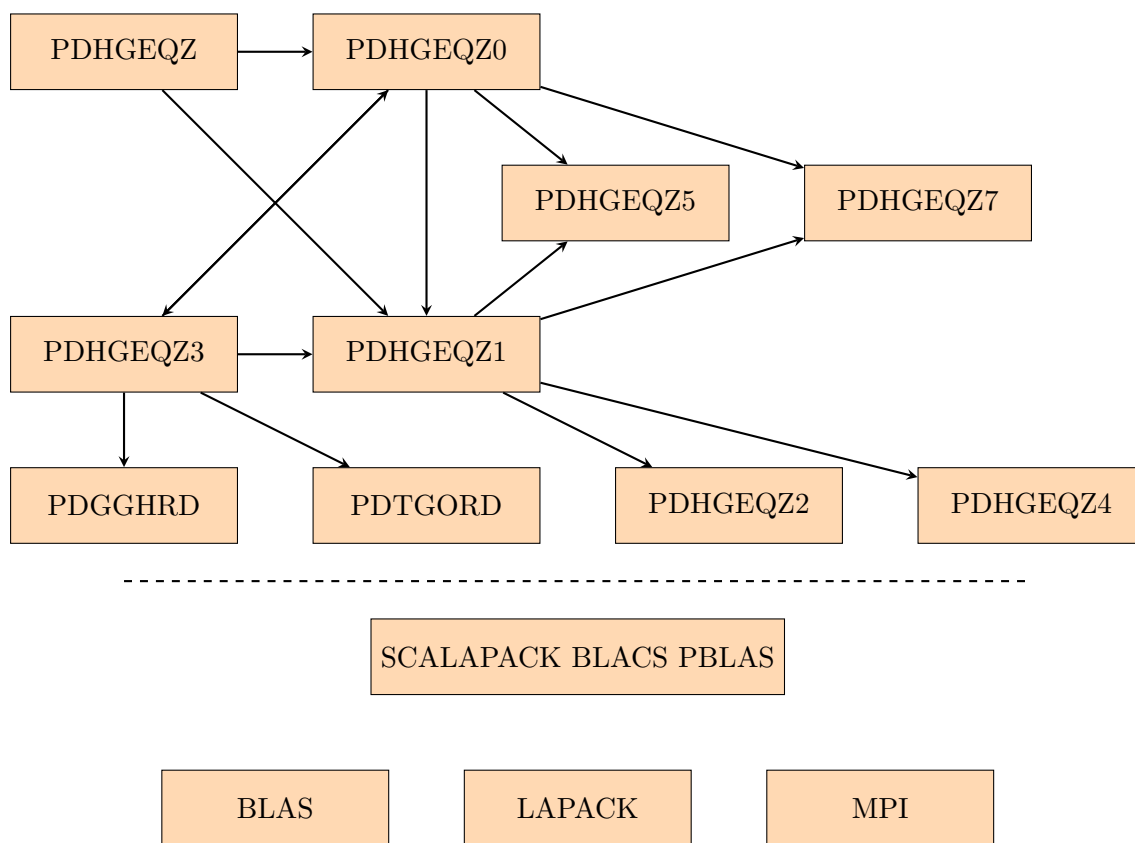 PDHGEQZ
PDHGEQZ0
PDHGEQZ5
PDHGEQZ7
PDHGEQZ3
PDHGEQZ1
PDGGHRD
PDTGORD
PDHGEQZ2
PDHGEQZ4
SCALAPACK BLACS PBLAS
BLAS
LAPACK
MPI